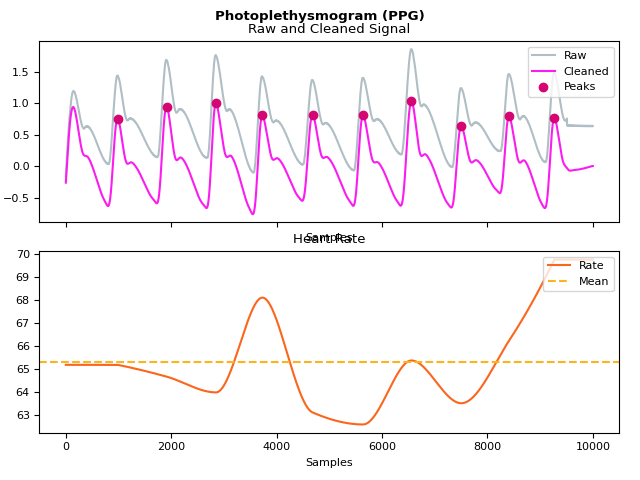 Photoplethysmogram (PPG)
Raw and Cleaned Signal
Raw
Cleaned
Peaks
1.5
1.0
0.5
0.0
−0.5
Samples
Heart Rate
Rate
Mean
70
69
68
67
66
65
64
63
0 2000 4000 6000 8000 10000
Samples